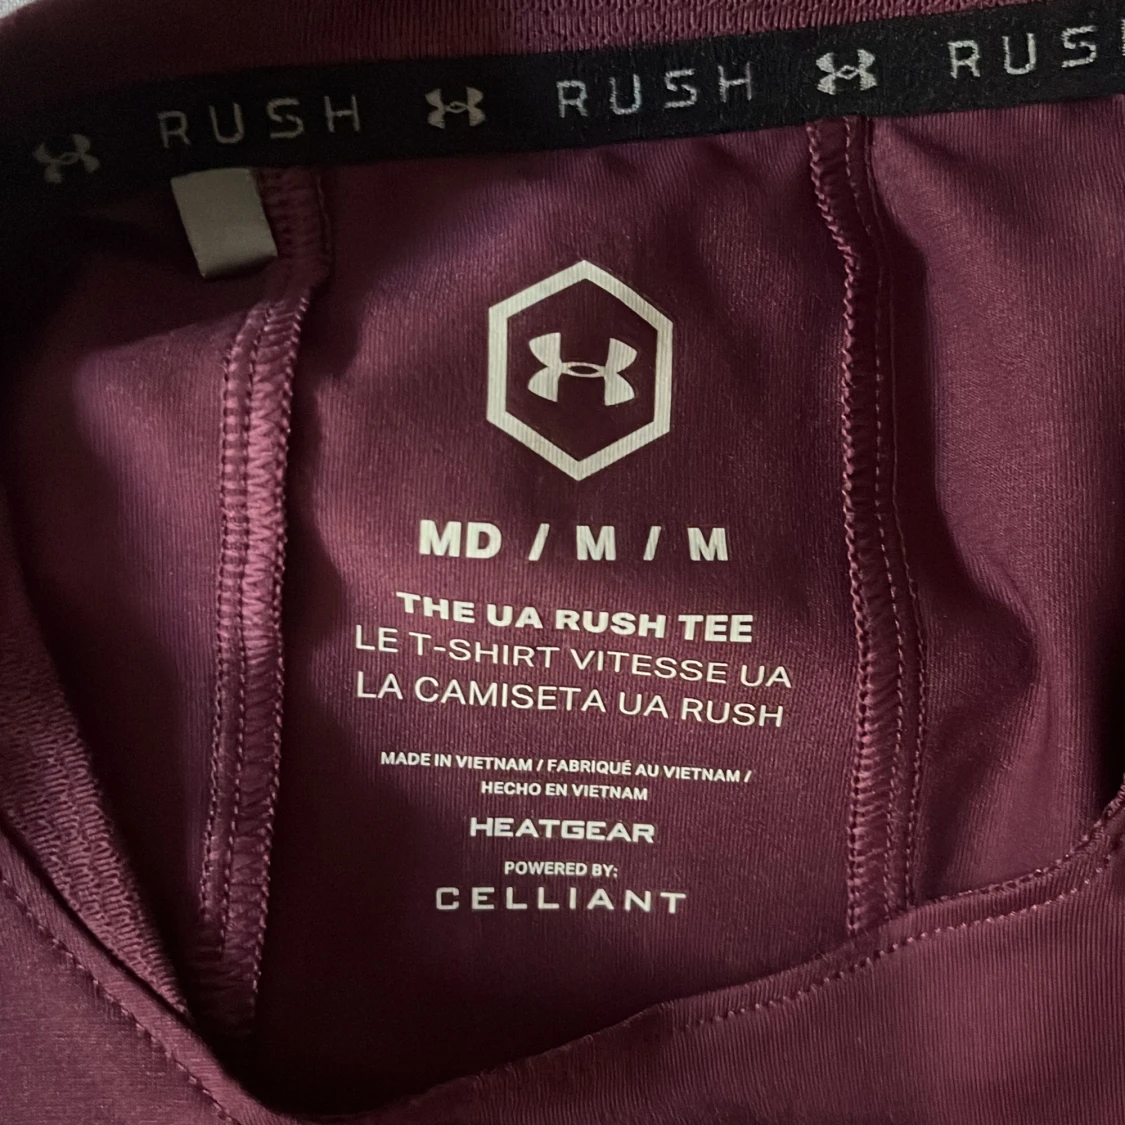 RUSH RUSH RUS
MD / M / M
THE UA RUSH TEE
LE T-SHIRT VITESSE UA
LA CAMISETA UA RUSH
MADE IN VIETNAM / FABRIQUÉ AU VIETNAM /
HECHO EN VIETNAM
HEATGEAR
POWERED BY:
CELLIANT